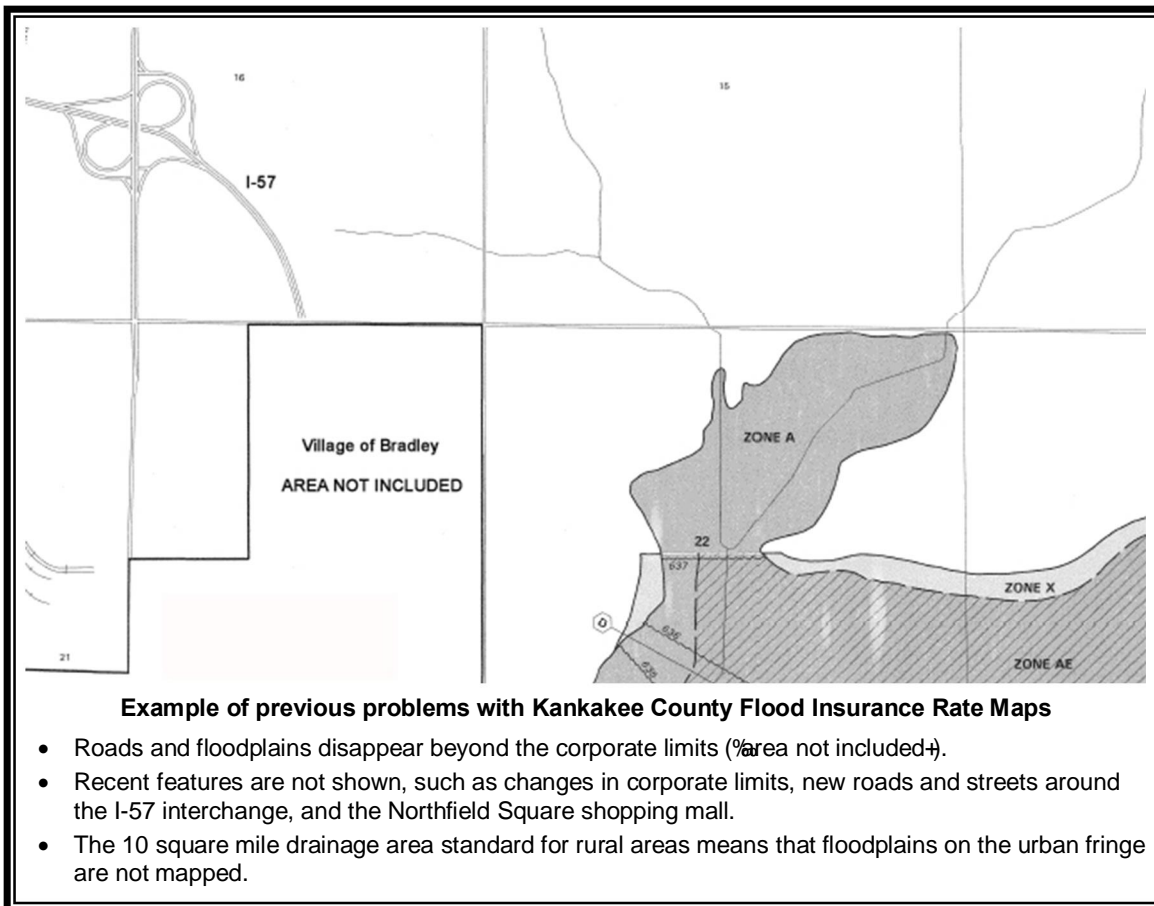 16
15
I-57
Village of Bradley
AREA NOT INCLUDED
ZONE A
22
637
ZONE X
636
ZONE AE
21
635
Example of previous problems with Kankakee County Flood Insurance Rate Maps
• Roads and floodplains disappear beyond the corporate limits (%area not included+).
• Recent features are not shown, such as changes in corporate limits, new roads and streets around
the I-57 interchange, and the Northfield Square shopping mall.
• The 10 square mile drainage area standard for rural areas means that floodplains on the urban fringe
are not mapped.